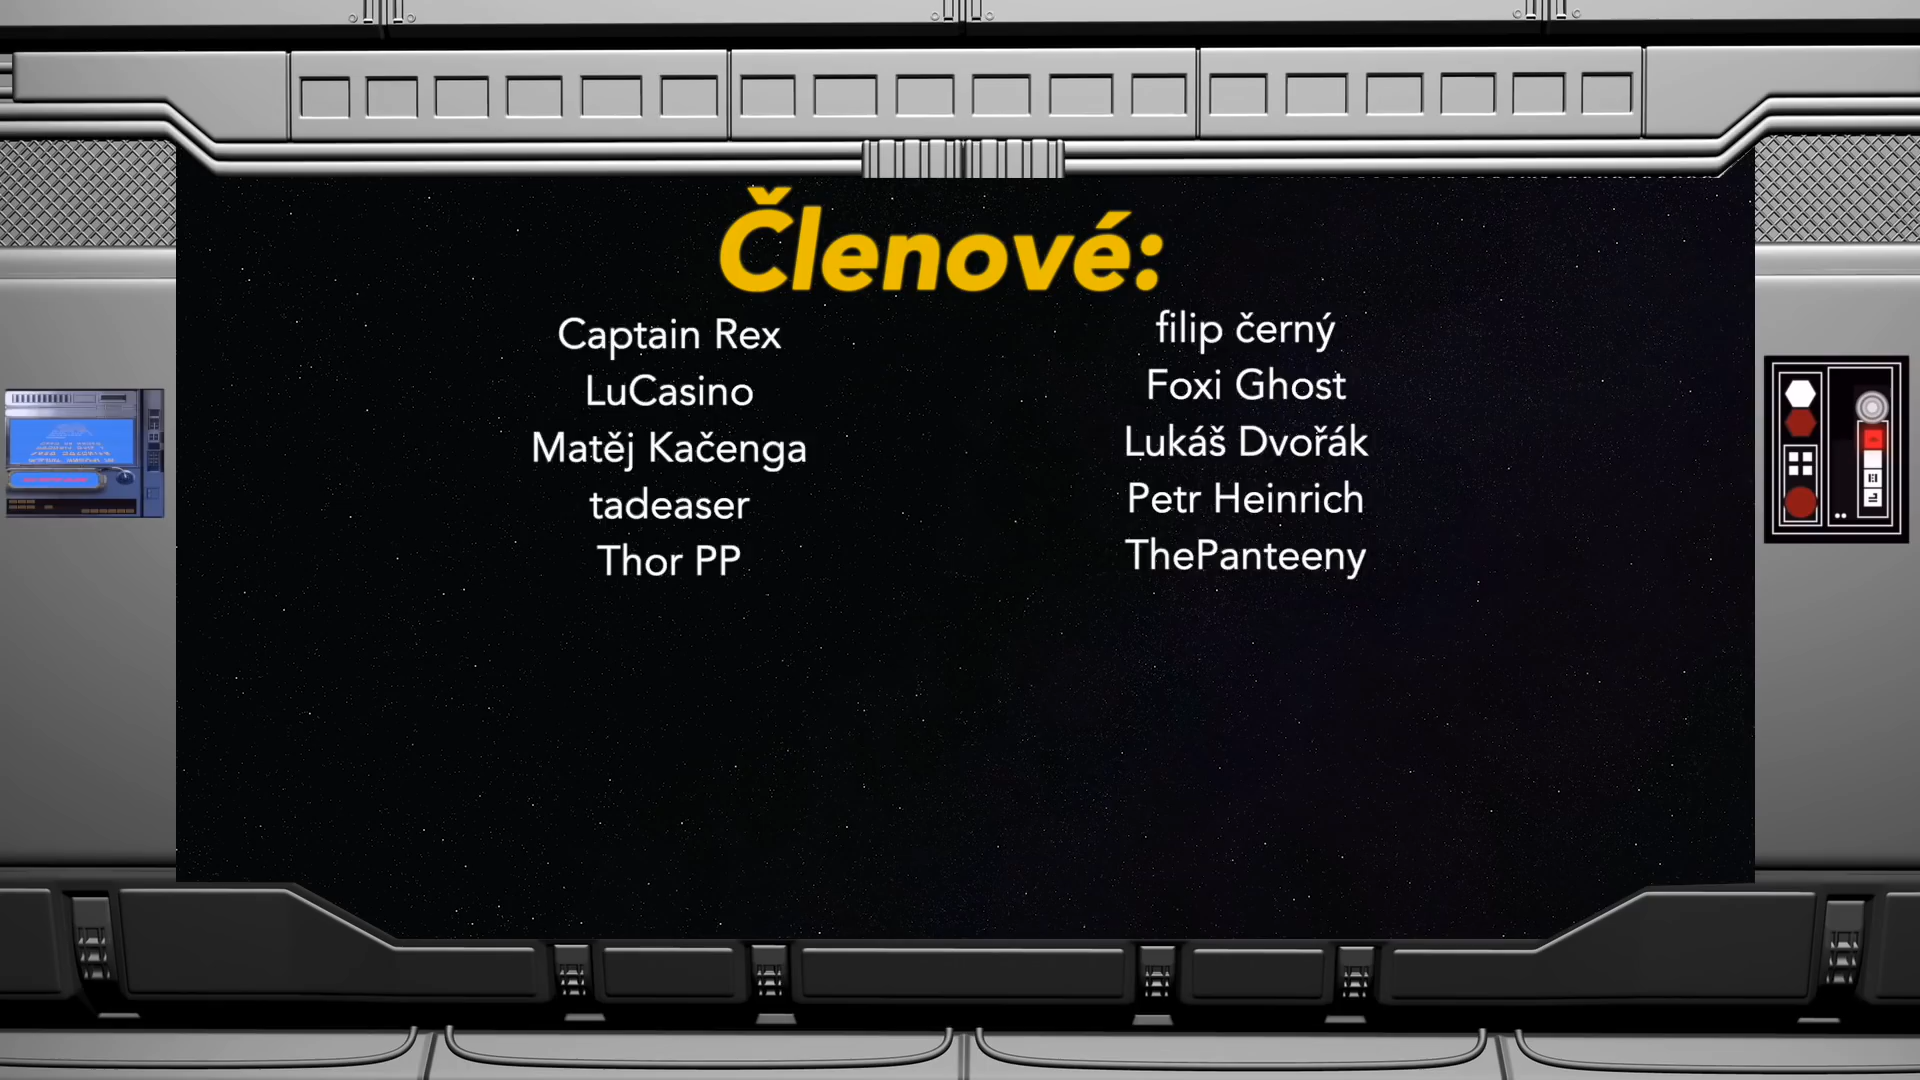 Členové:
Captain Rex
LuCasino
Matěj Kačenga
tadeaser
Thor PP
filip černý
Foxi Ghost
Lukáš Dvořák
Petr Heinrich
ThePanteeny